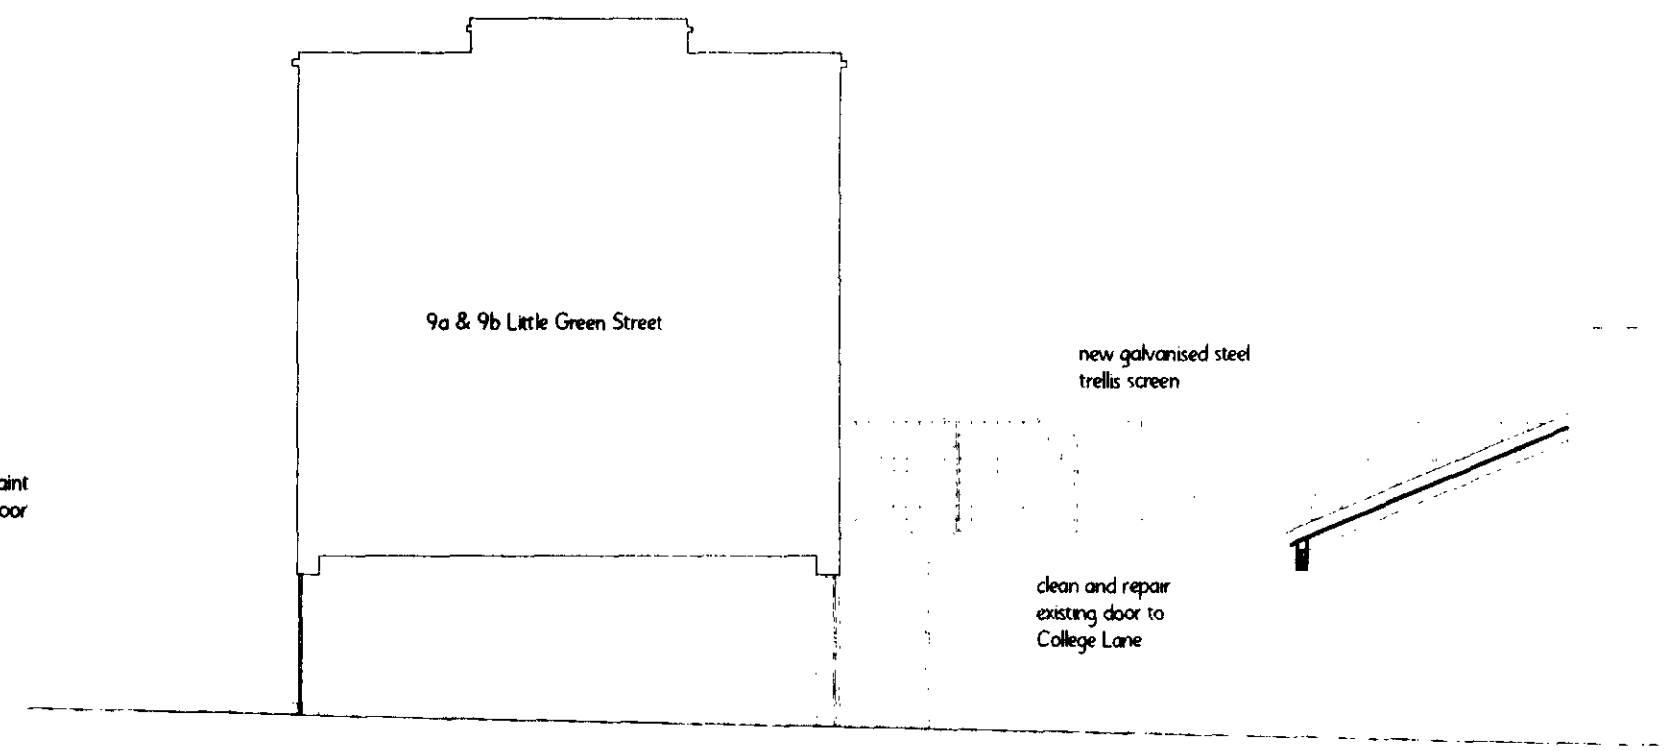 9a & 9b Little Green Street
new galvanised steel
trellis screen
aint
oor
clean and repair
existing door to
College Lane